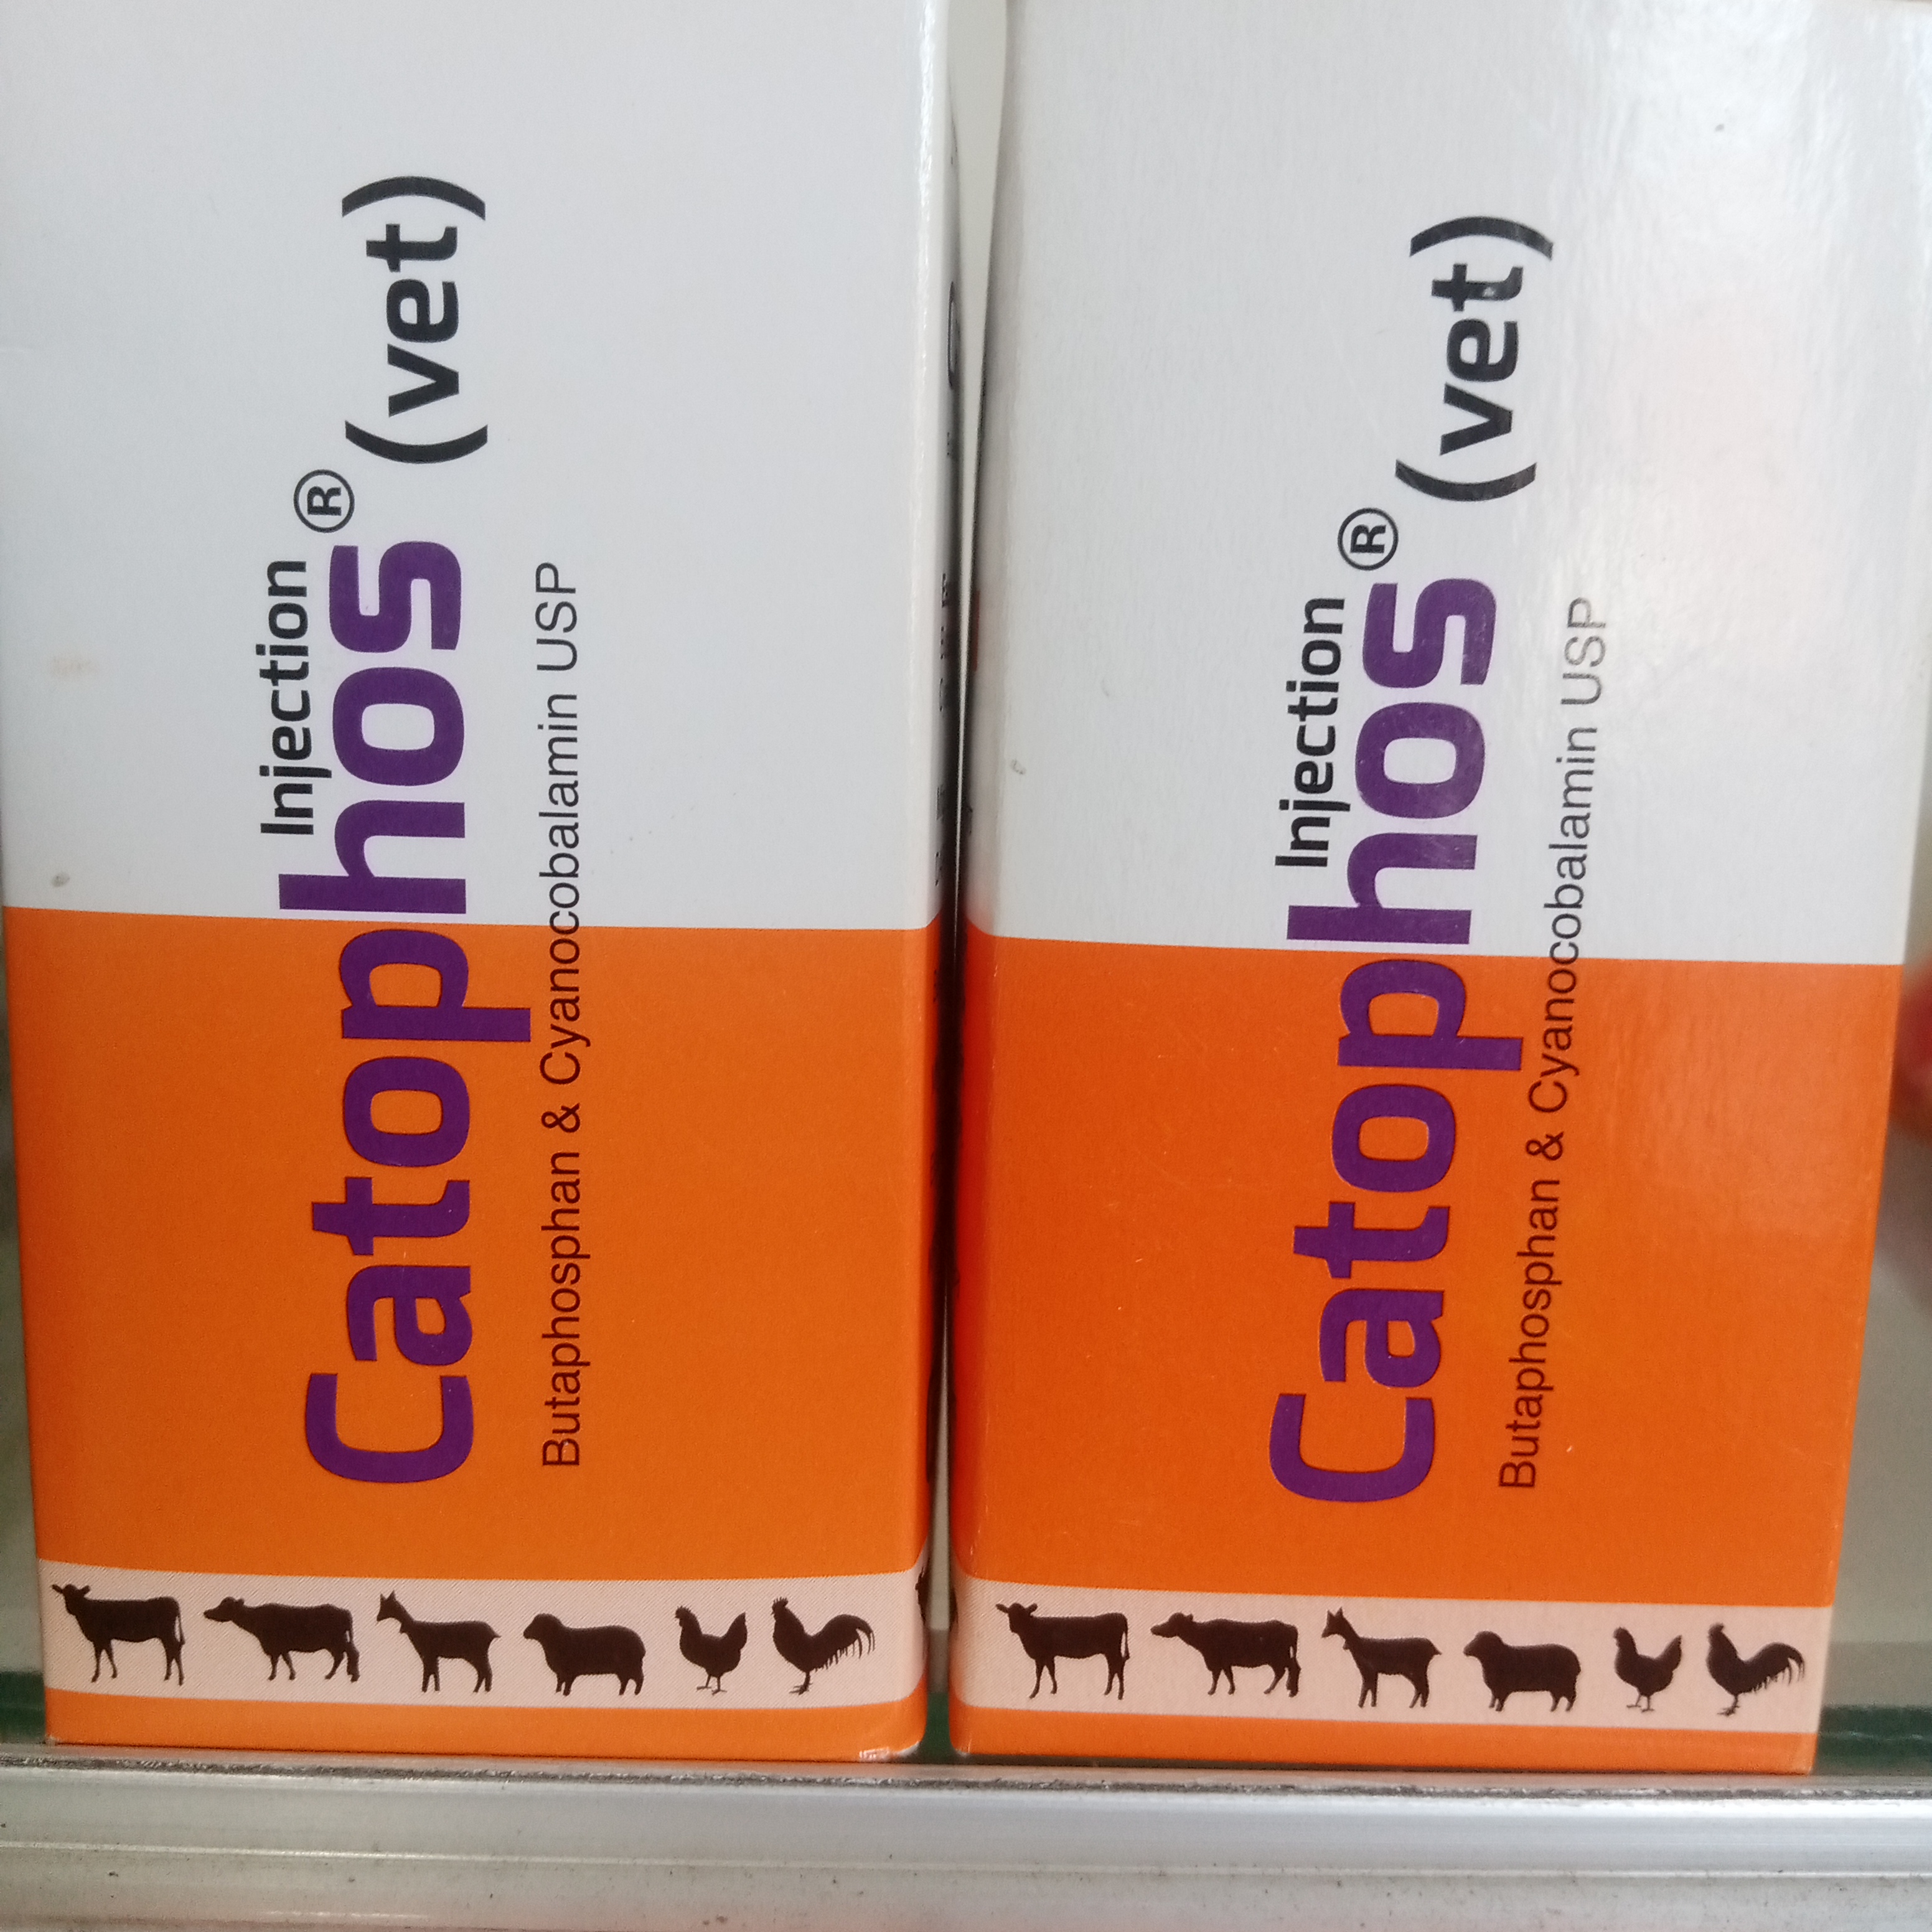 Injection
Catophos® (vet)
Butaphosphan & Cyanocobalamin USP
Injection
Catophos® (vet)
Butaphosphan & Cyanocobalamin USP